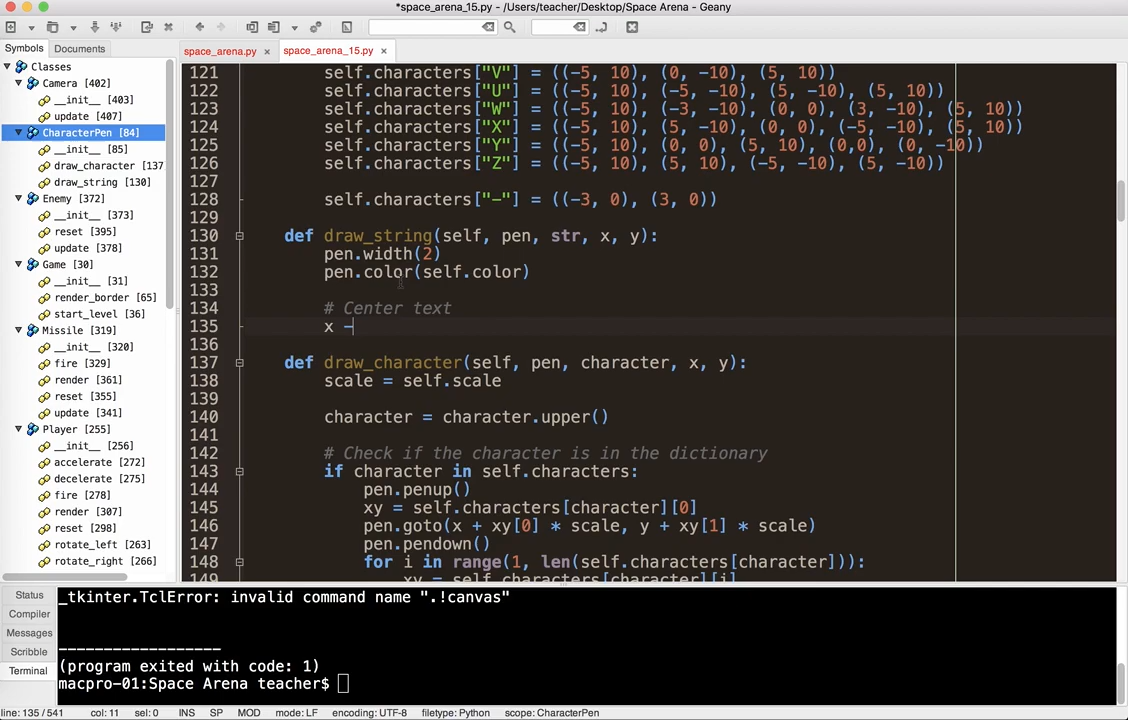 *space_arena_15.py - /Users/teacher/Desktop/Space Arena - Geany
Symbols Documents
space_arena.py × space_arena_15.py ×
Classes
Camera [402]
__init__ [403]
update [407]
CharacterPen [84]
__init__ [85]
draw_character [137
draw_string [130]
Enemy [372]
__init__ [373]
reset [395]
update [378]
Game [30]
__init__ [31]
render_border [65]
start_level [36]
Missile [319]
__init__ [320]
fire [329]
render [361]
reset [355]
update [341]
Player [255]
__init__ [256]
accelerate [272]
decelerate [275]
fire [278]
render [307]
reset [298]
rotate_left [263]
rotate_right [266]
121 self.characters["V"] = ((-5, 10), (0, -10), (5, 10))
122 self.characters["U"] = ((-5, 10), (-5, -10), (5, -10), (5, 10))
123 self.characters["W"] = ((-5, 10), (-3, -10), (0, 0), (3, -10), (5, 10))
124 self.characters["X"] = ((-5, 10), (5, -10), (0, 0), (-5, -10), (5, 10))
125 self.characters["Y"] = ((-5, 10), (0, 0), (5, 10), (0,0), (0, -10))
126 self.characters["Z"] = ((-5, 10), (5, 10), (-5, -10), (5, -10))
127
128 self.characters["-"] = ((-3, 0), (3, 0))
129
130 def draw_string(self, pen, str, x, y):
131 pen.width(2)
132 pen.color(self.color)
133
134 # Center text
135 x -
136
137 def draw_character(self, pen, character, x, y):
138 scale = self.scale
139
140 character = character.upper()
141
142 # Check if the character is in the dictionary
143 if character in self.characters:
144 pen.penup()
145 xy = self.characters[character][0]
146 pen.goto(x + xy[0] * scale, y + xy[1] * scale)
147 pen.pendown()
148 for i in range(1, len(self.characters[character])):
149 xy = self.characters[character][i]
Status
Compiler
Messages
Scribble
Terminal
_tkinter.TclError: invalid command name ".!canvas"
------------------
(program exited with code: 1)
macpro-01:Space Arena teacher$
line: 135 / 541 col: 11 sel: 0 INS SP MOD mode: LF encoding: UTF-8 filetype: Python scope: CharacterPen